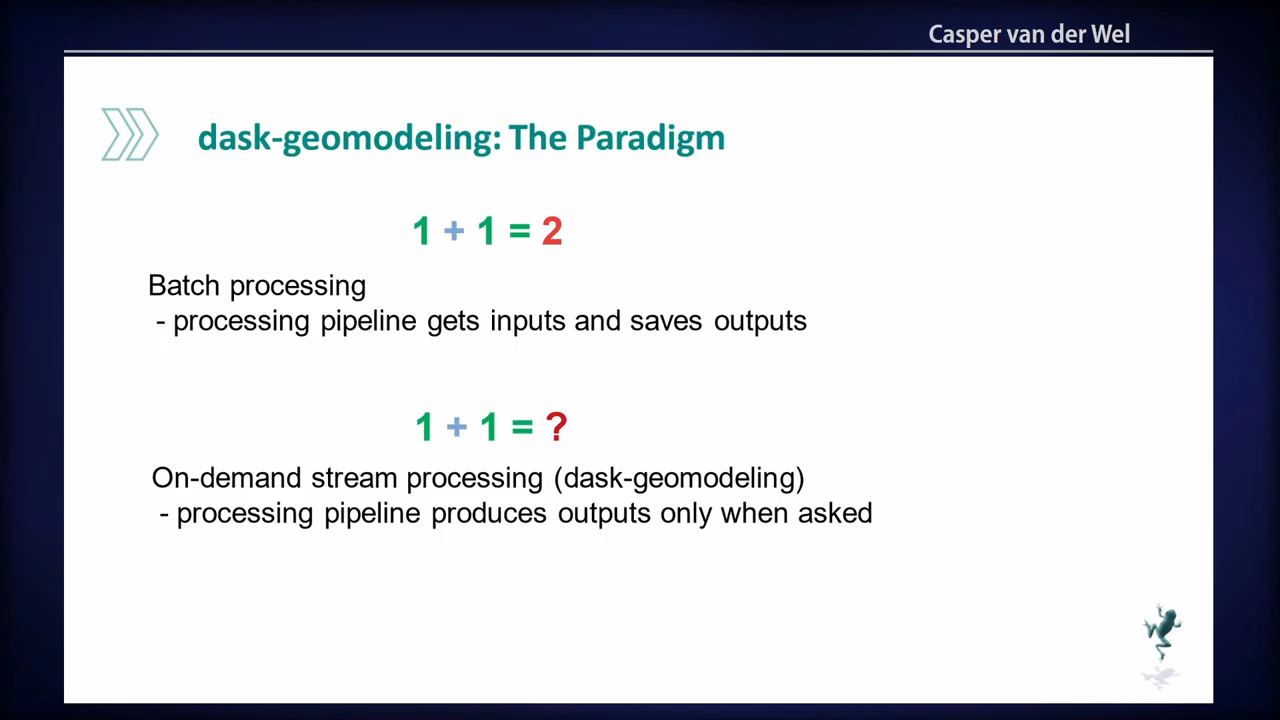 Casper van der Wel
dask-geomodeling: The Paradigm
1 + 1 = 2
Batch processing
- processing pipeline gets inputs and saves outputs
1 + 1 = ?
On-demand stream processing (dask-geomodeling)
- processing pipeline produces outputs only when asked